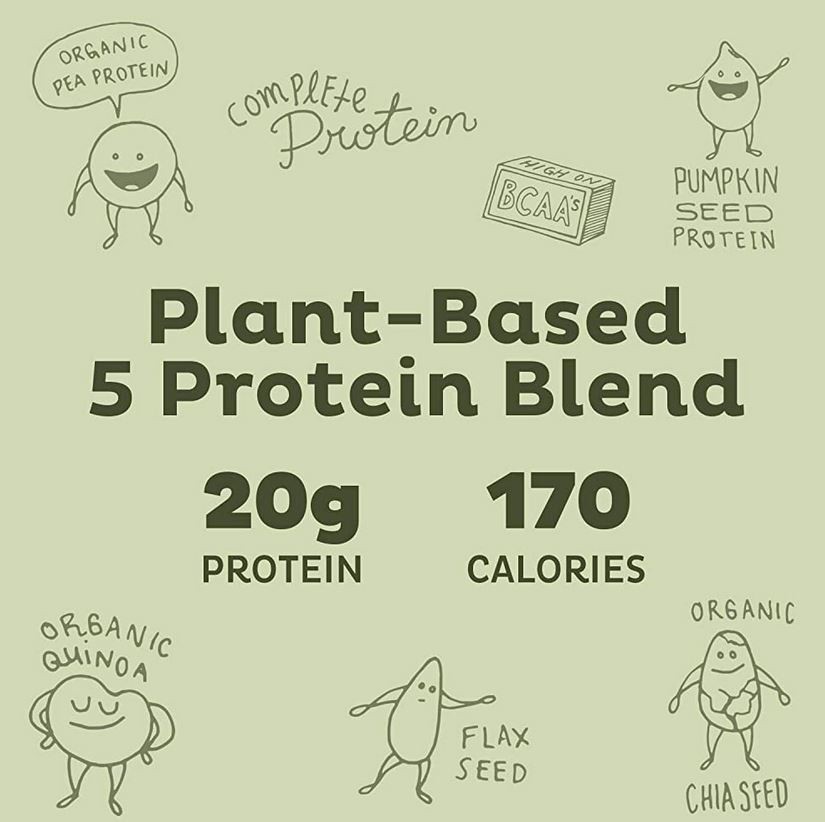 ORGANIC
PEA PROTEIN
COMPLETE
Protein
HIGH ON
BCAA'S
PUMPKIN
SEED
PROTEIN
Plant-Based
5 Protein Blend
20g
PROTEIN
170
CALORIES
ORGANIC
QUINOA
FLAX
SEED
ORGANIC
CHIA SEED